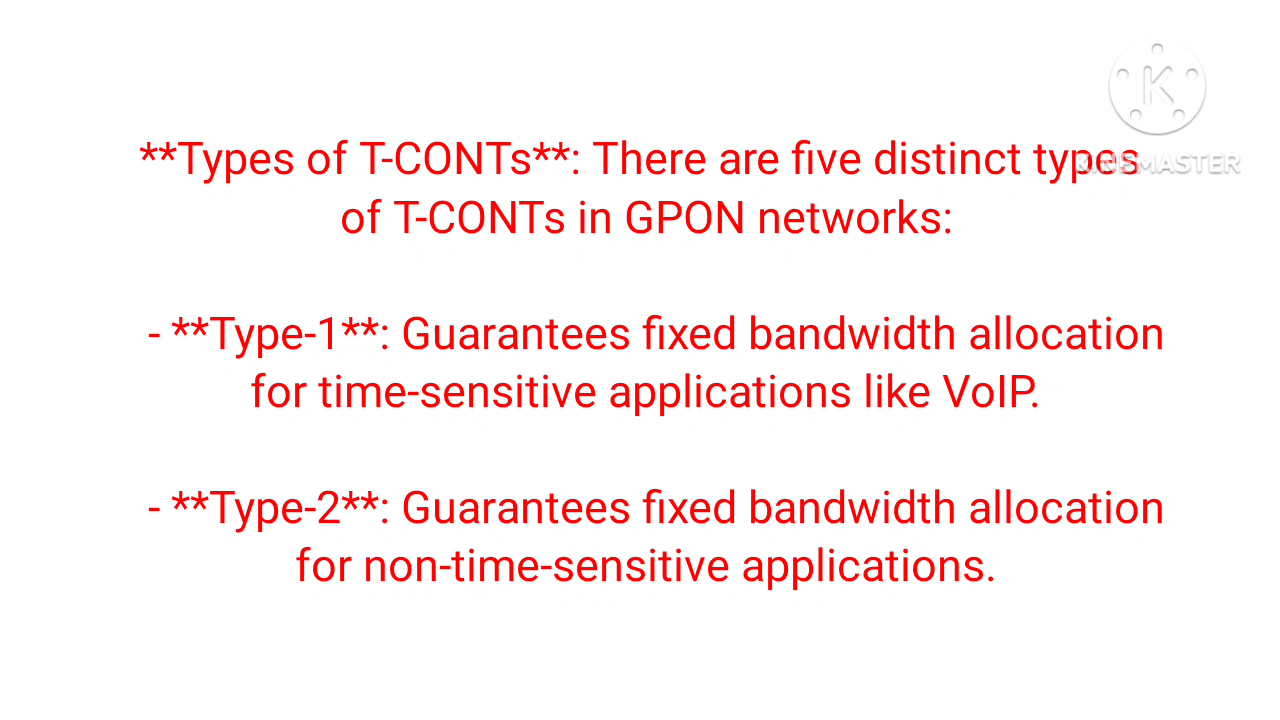 **Types of T-CONTs**: There are five distinct types
of T-CONTs in GPON networks:
- **Type-1**: Guarantees fixed bandwidth allocation
for time-sensitive applications like VoIP.
- **Type-2**: Guarantees fixed bandwidth allocation
for non-time-sensitive applications.
K
KINEMASTER